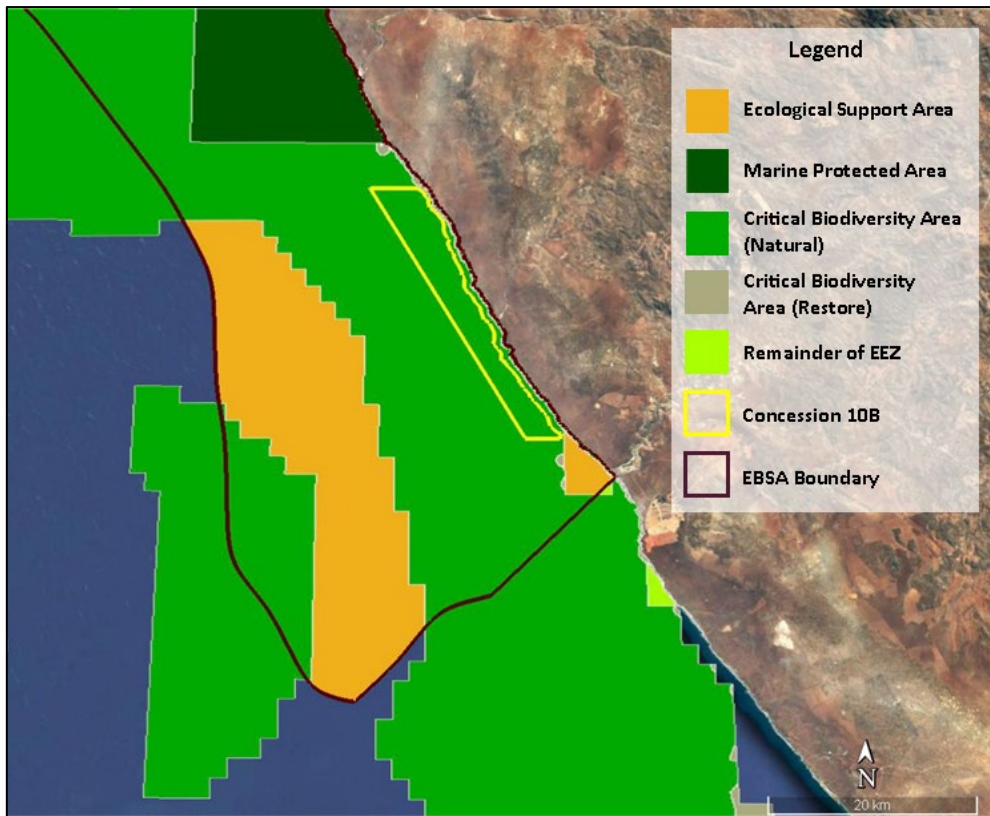 Legend
Ecological Support Area
Marine Protected Area
Critical Biodiversity Area
(Natural)
Critical Biodiversity
Area (Restore)
Remainder of EEZ
Concession 10B
EBSA Boundary
N
20 km